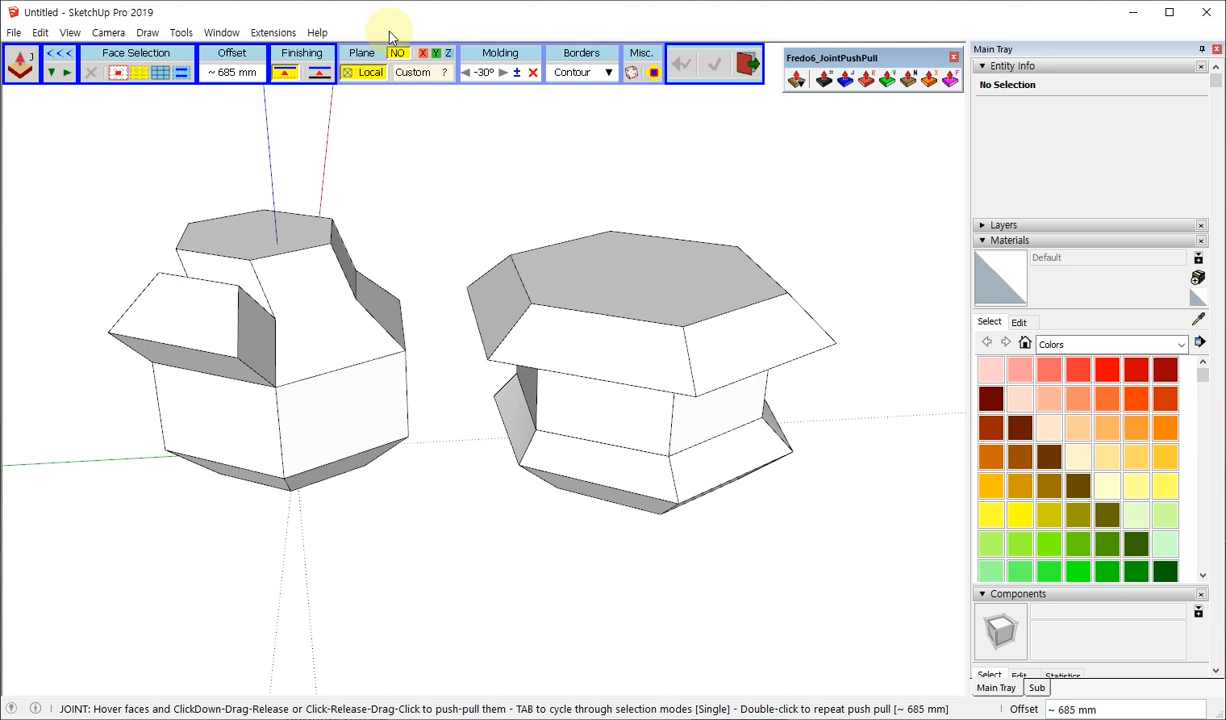 Untitled - SketchUp Pro 2019
File Edit View Camera Draw Tools Window Extensions Help
<<< Face Selection Offset Finishing Plane NO X Y Z Molding Borders Misc.
~ 685 mm Local Custom ? -30º ± Contour
Fredo6_JointPushPull
Main Tray
Entity Info
No Selection
Layers
Materials
Default
Select Edit
Colors
Components
Select Edit Statistics
Main Tray Sub
JOINT: Hover faces and ClickDown-Drag-Release or Click-Release-Drag-Click to push-pull them - TAB to cycle through selection modes [Single] - Double-click to repeat push pull [~ 685 mm] Offset ~ 685 mm